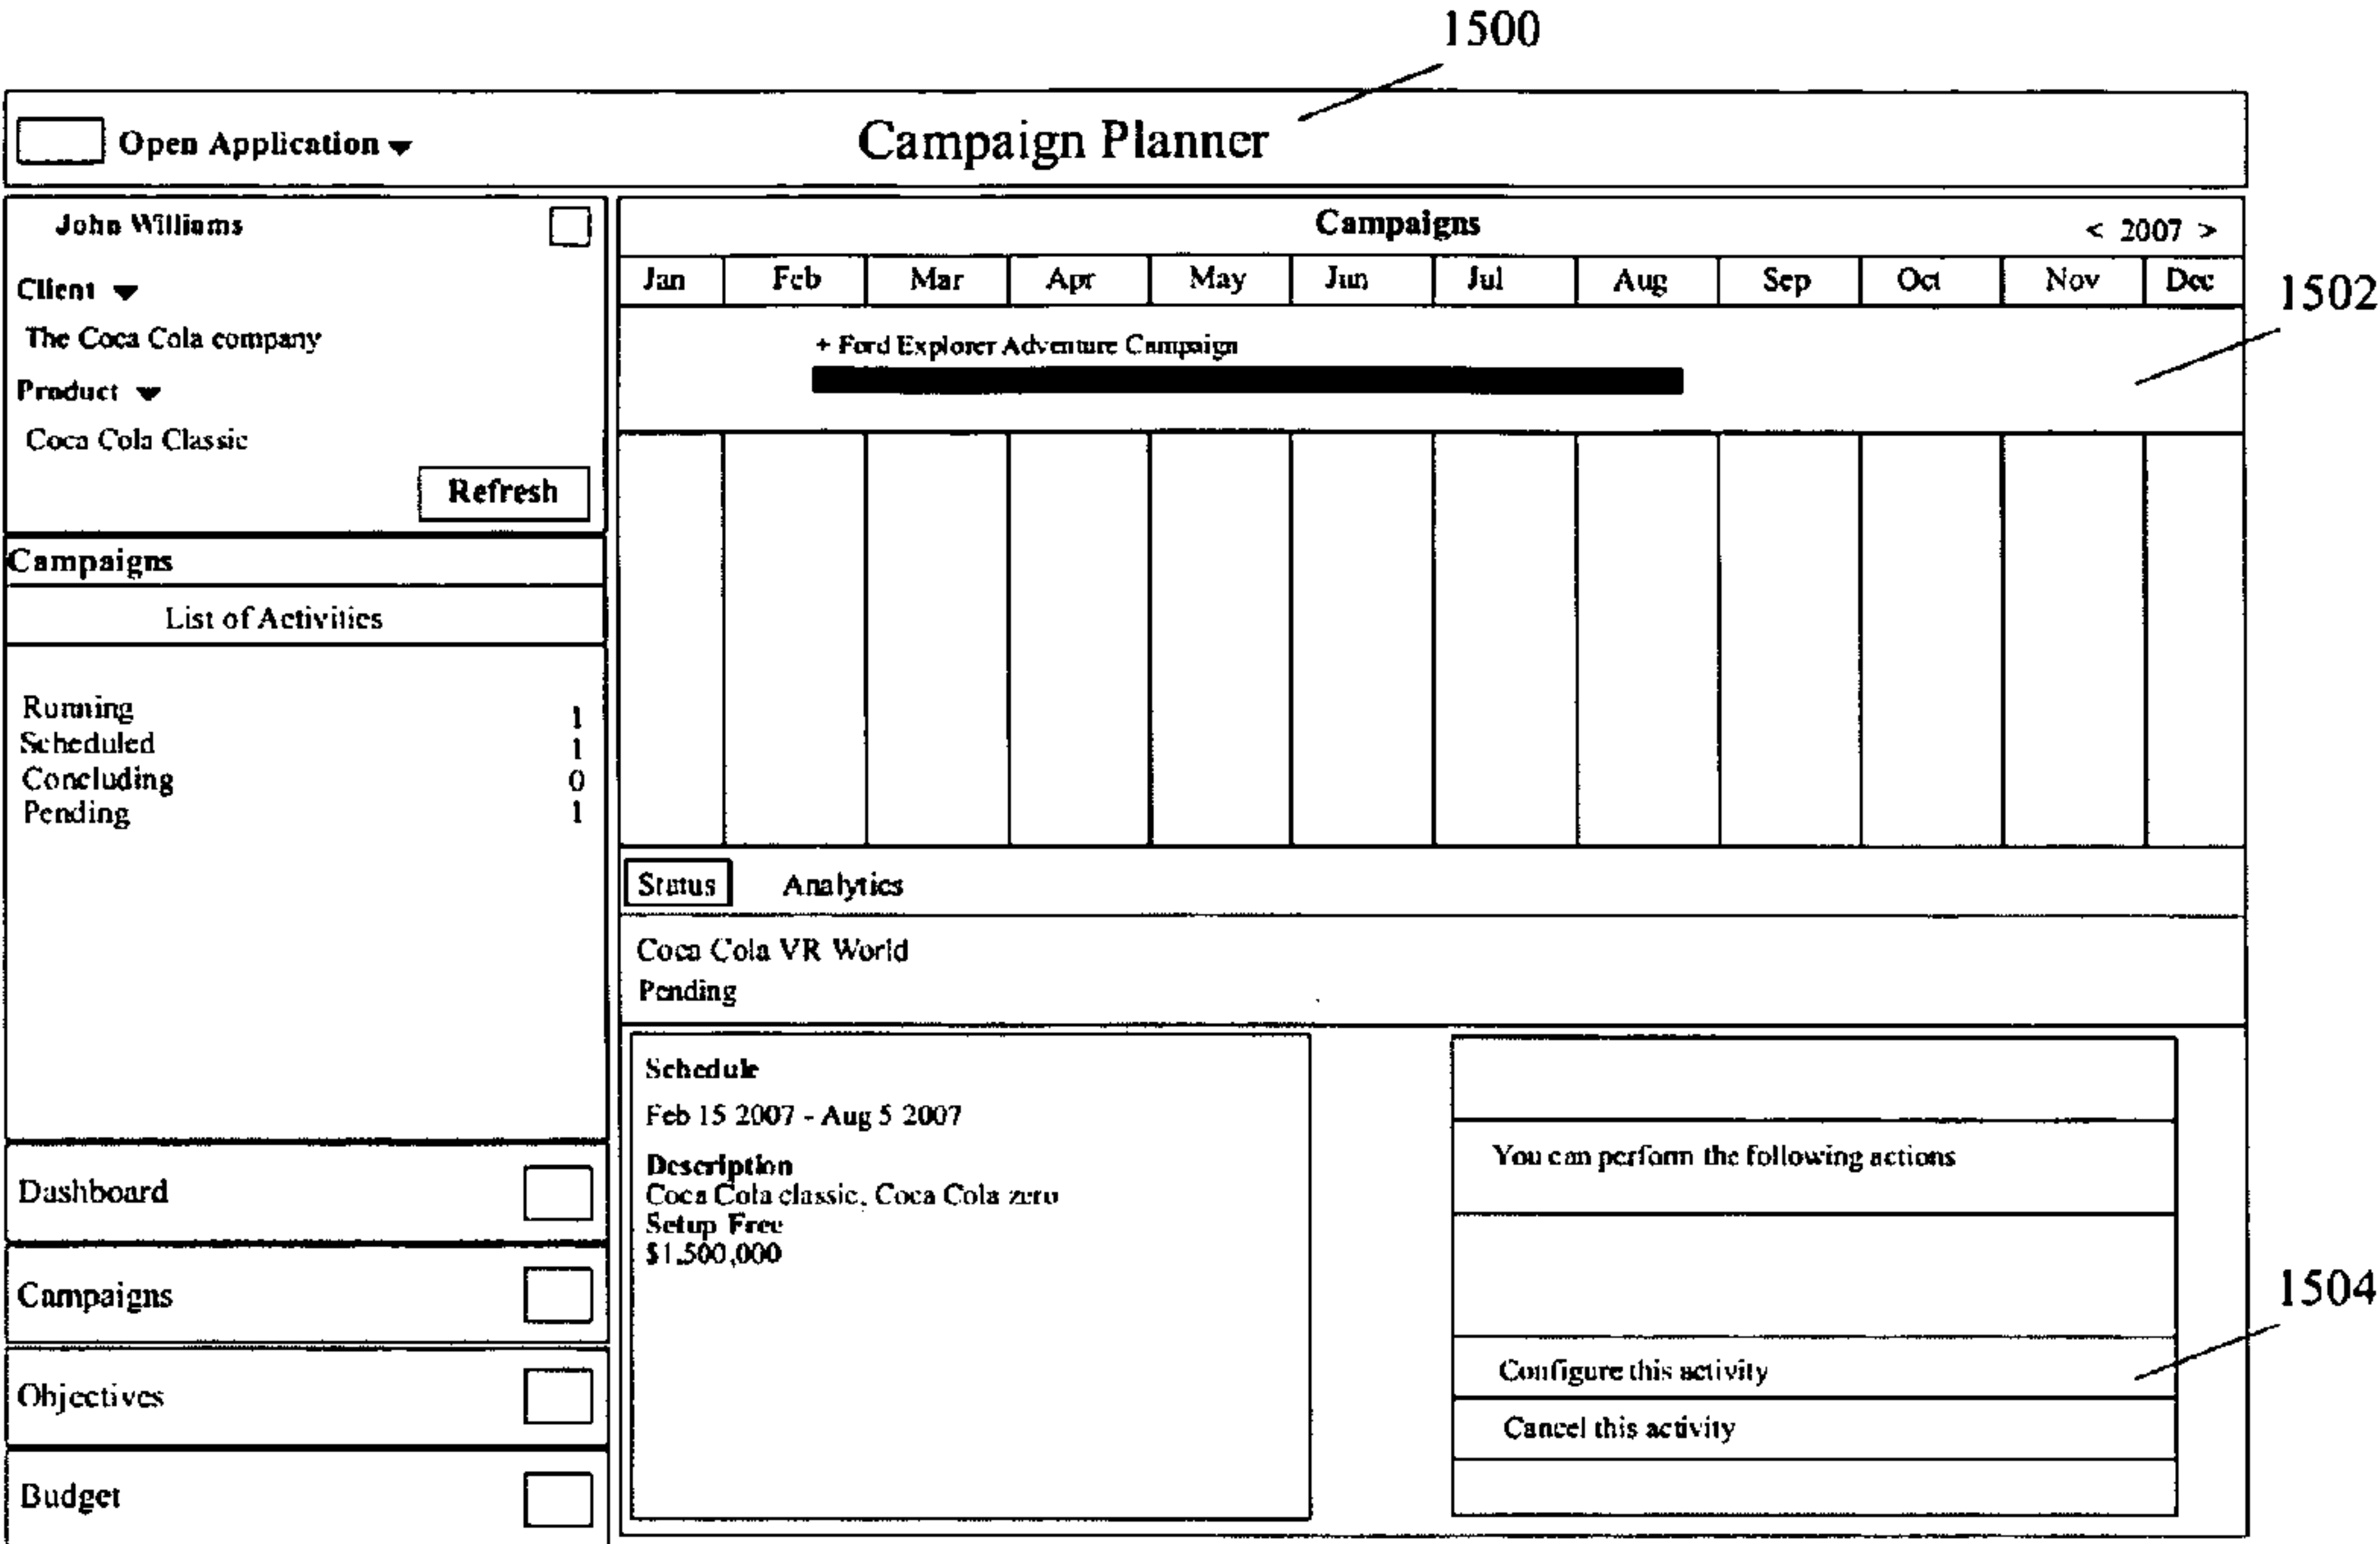 1500
Open Application
Campaign Planner
John Williams
Client
The Coca Cola company
Product
Coca Cola Classic
Refresh
Campaigns
List of Activities
Running 1
Scheduled 1
Concluding 0
Pending 1
Dashboard
Campaigns
Objectives
Budget
Campaigns < 2007 >
Jan Feb Mar Apr May Jun Jul Aug Sep Oct Nov Dec
1502
+ Ford Explorer Adventure Campaign
Status Analytics
Coca Cola VR World
Pending
Schedule
Feb 15 2007 - Aug 5 2007
Description
Coca Cola classic, Coca Cola zero
Setup Free
$1,500,000
You can perform the following actions
1504
Configure this activity
Cancel this activity